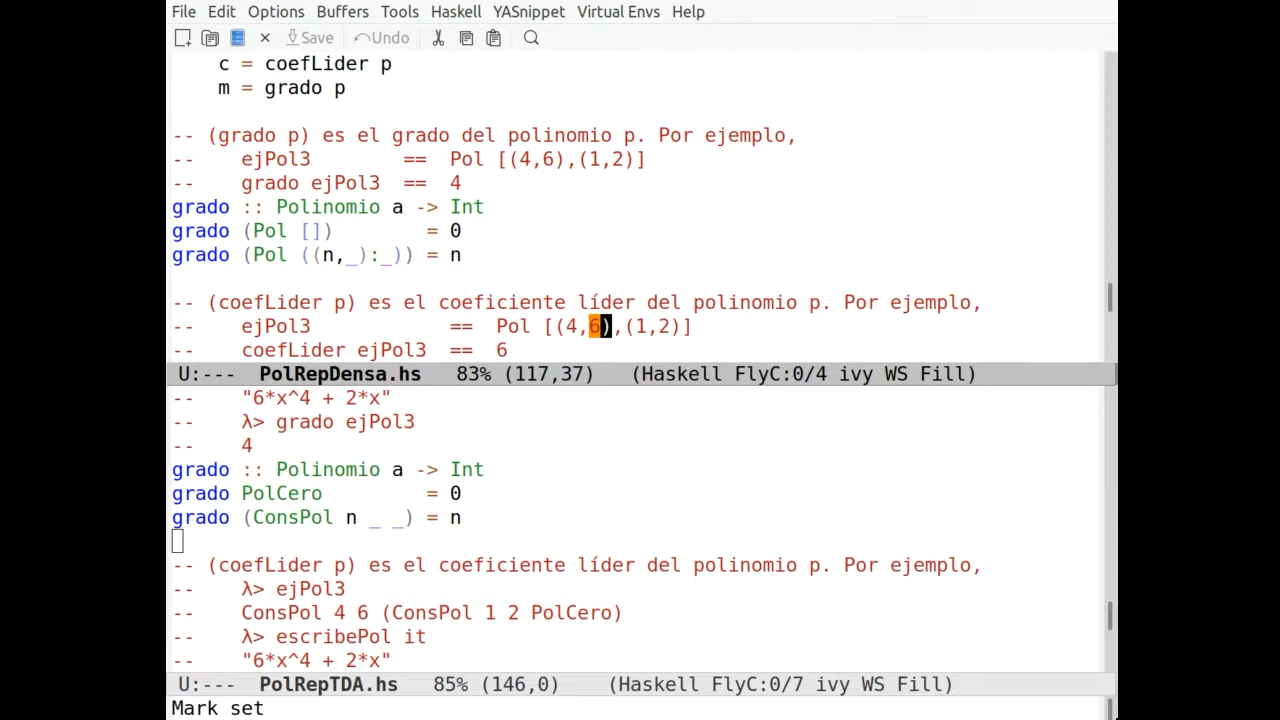 File Edit Options Buffers Tools Haskell YASnippet Virtual Envs Help
Save Undo
c = coefLider p
m = grado p
-- (grado p) es el grado del polinomio p. Por ejemplo,
--    ejPol3        ==  Pol [(4,6),(1,2)]
--    grado ejPol3  ==  4
grado :: Polinomio a -> Int
grado (Pol [])        = 0
grado (Pol ((n,_):_)) = n
-- (coefLider p) es el coeficiente líder del polinomio p. Por ejemplo,
--    ejPol3            ==  Pol [(4,6),(1,2)]
--    coefLider ejPol3  ==  6
U:---  PolRepDensa.hs   83% (117,37)   (Haskell FlyC:0/4 ivy WS Fill)
--    "6*x^4 + 2*x"
--    λ> grado ejPol3
--    4
grado :: Polinomio a -> Int
grado PolCero         = 0
grado (ConsPol n _ _) = n
-- (coefLider p) es el coeficiente líder del polinomio p. Por ejemplo,
--    λ> ejPol3
--    ConsPol 4 6 (ConsPol 1 2 PolCero)
--    λ> escribePol it
--    "6*x^4 + 2*x"
U:---  PolRepTDA.hs   85% (146,0)    (Haskell FlyC:0/7 ivy WS Fill)
Mark set